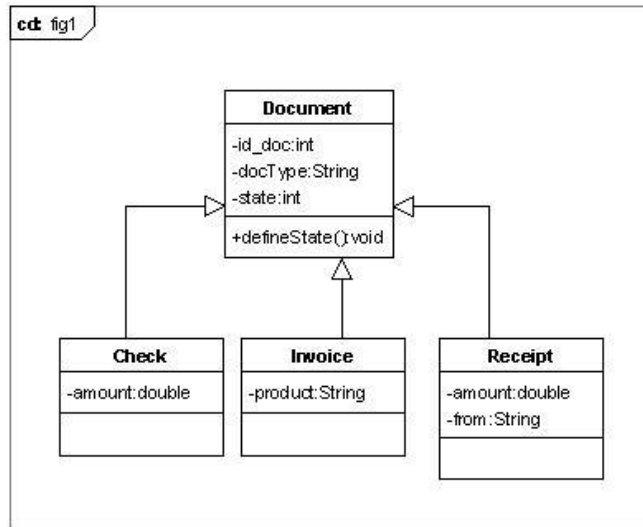 cd: fig1
Document
-id_doc:int
-docType:String
-state:int
+defineState():void
Check
-amount:double
Invoice
-product:String
Receipt
-amount:double
-from:String